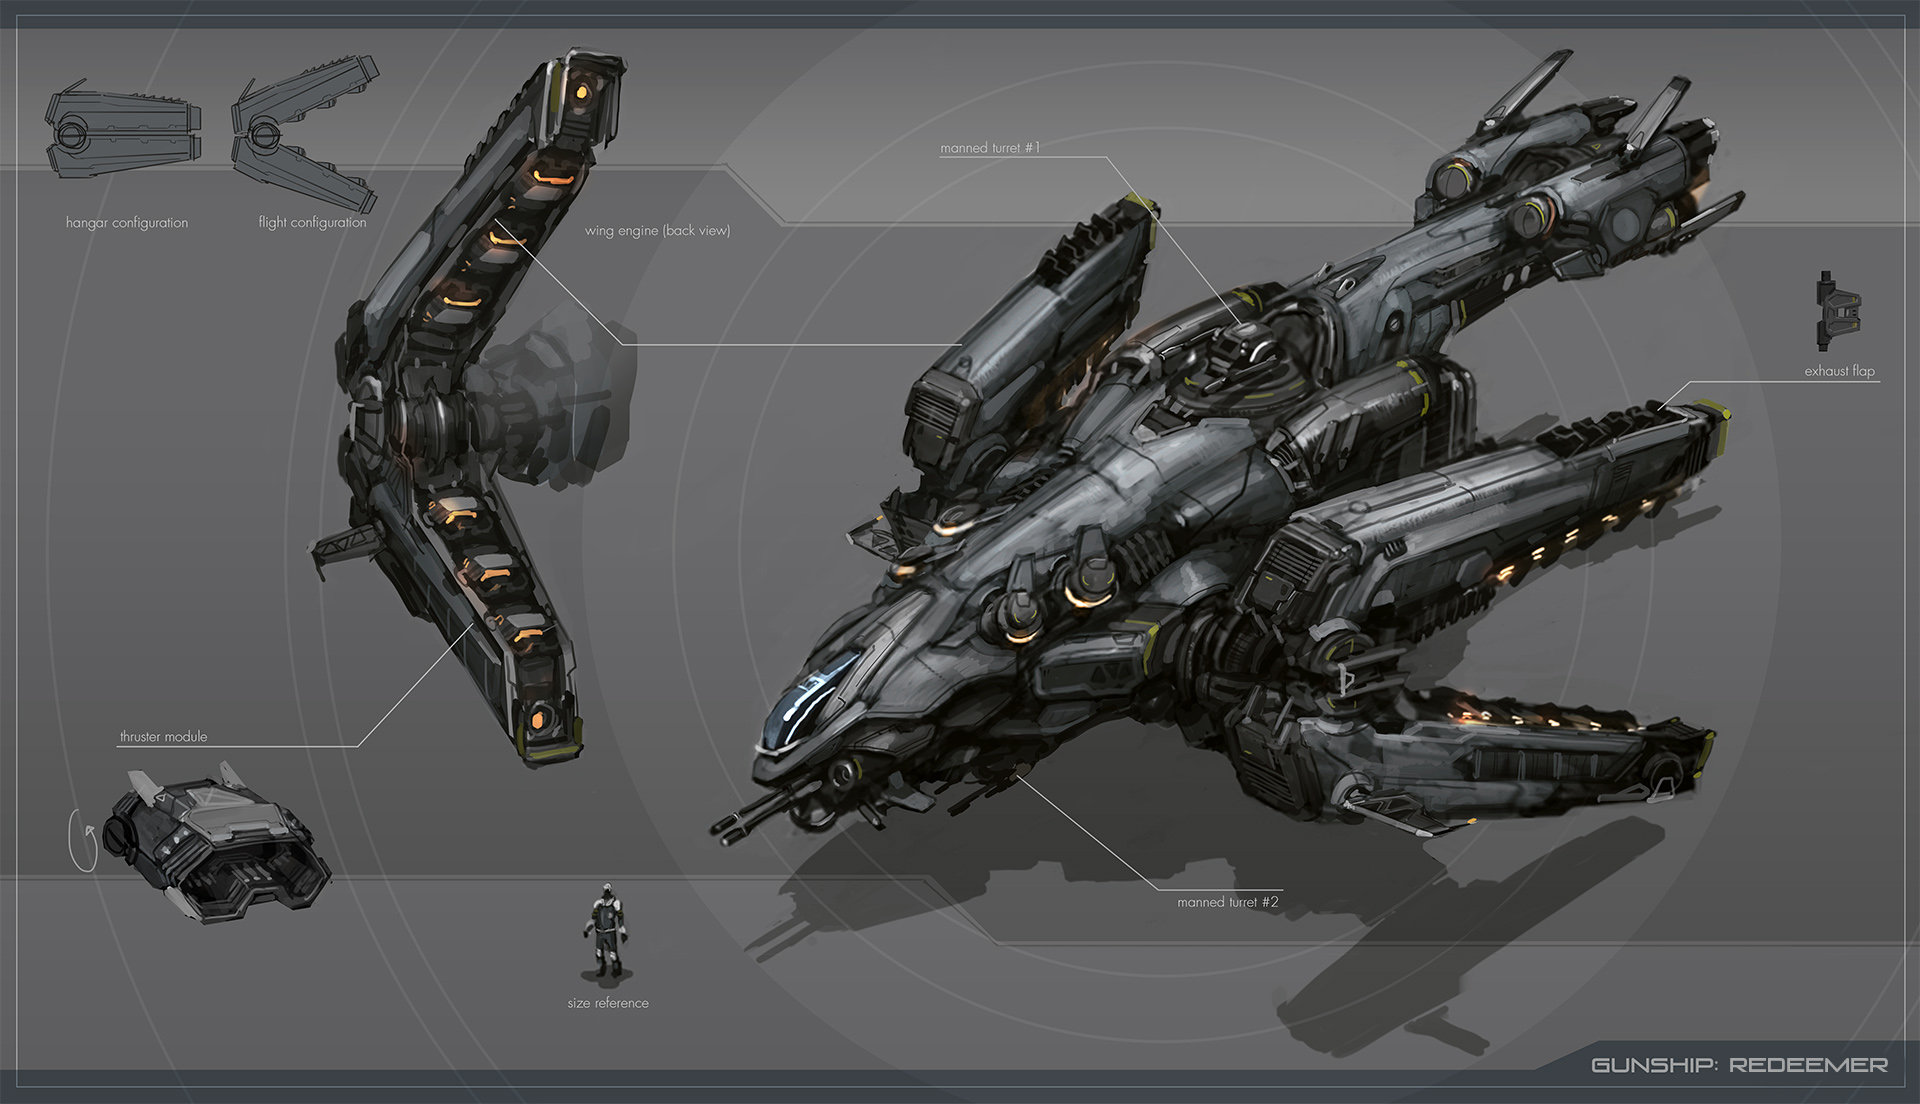 manned turret #1
hangar configuration
flight configuration
wing engine (back view)
exhaust flap
thruster module
manned turret #2
size reference
GUNSHIP: REDEEMER